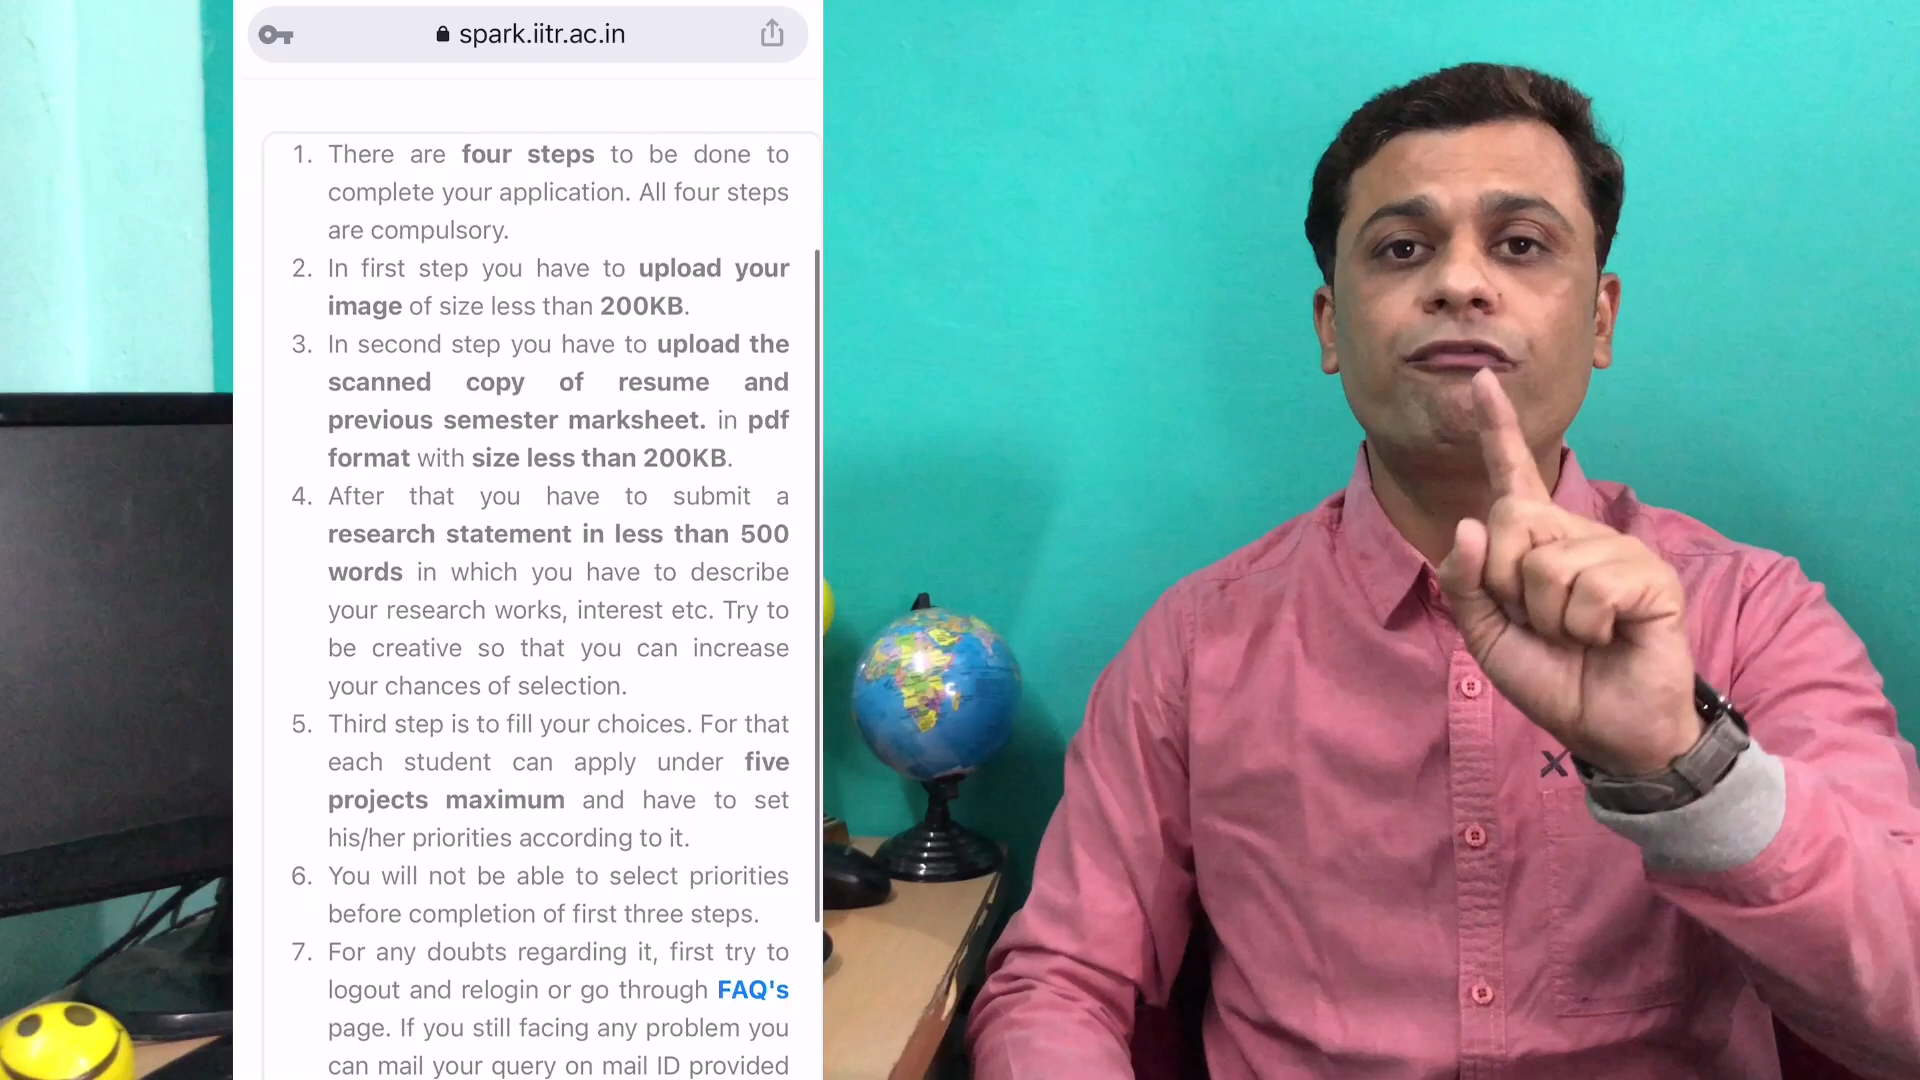 spark.iitr.ac.in
1. There are four steps to be done to
complete your application. All four steps
are compulsory.
2. In first step you have to upload your
image of size less than 200KB.
3. In second step you have to upload the
scanned copy of resume and
previous semester marksheet. in pdf
format with size less than 200KB.
4. After that you have to submit a
research statement in less than 500
words in which you have to describe
your research works, interest etc. Try to
be creative so that you can increase
your chances of selection.
5. Third step is to fill your choices. For that
each student can apply under five
projects maximum and have to set
his/her priorities according to it.
6. You will not be able to select priorities
before completion of first three steps.
7. For any doubts regarding it, first try to
logout and relogin or go through FAQ's
page. If you still facing any problem you
can mail your query on mail ID provided